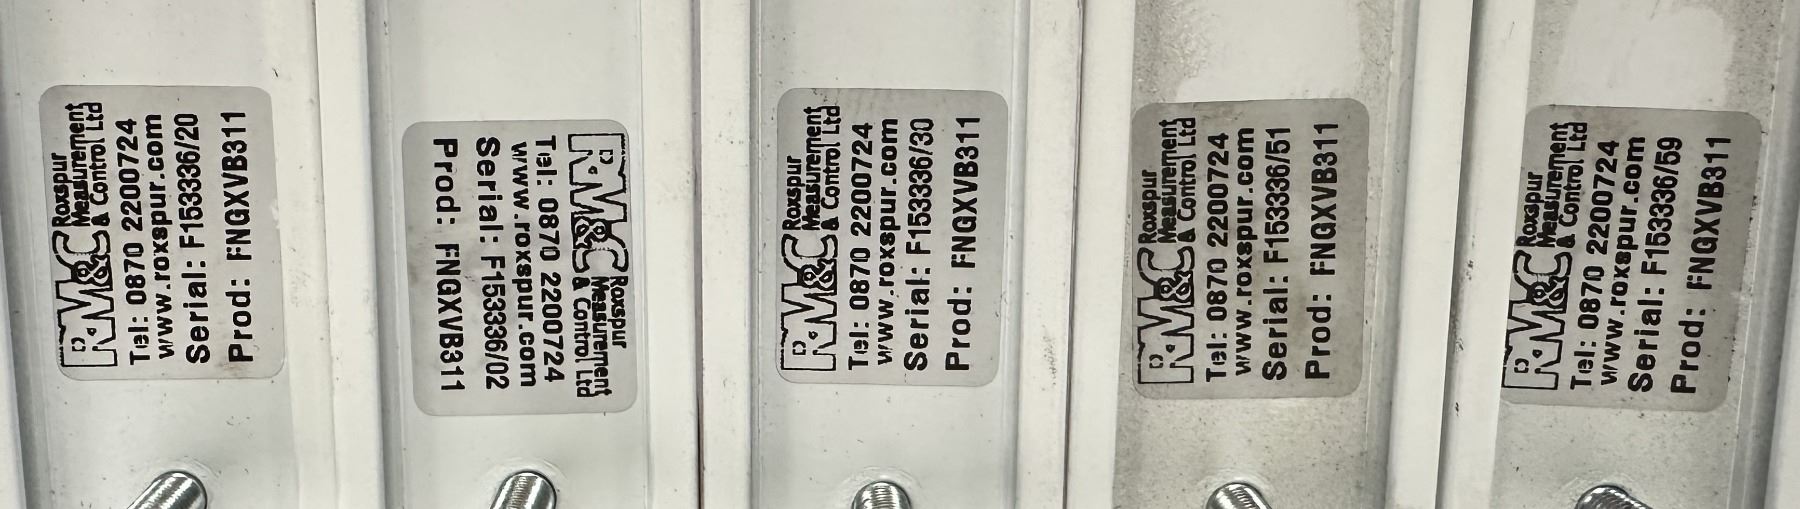 RM&C Roxspur
Measurement
& Control Ltd
Tel: 0870 2200724
www.roxspur.com
Serial: F153336/20
Prod: FNGXVB311
RM&C Roxspur
Measurement
& Control Ltd
Tel: 0870 2200724
www.roxspur.com
Serial: F153336/02
Prod: FNGXVB311
RM&C Roxspur
Measurement
& Control Ltd
Tel: 0870 2200724
www.roxspur.com
Serial: F153336/30
Prod: FNGXVB311
RM&C Roxspur
Measurement
& Control Ltd
Tel: 0870 2200724
www.roxspur.com
Serial: F153336/51
Prod: FNGXVB311
RM&C Roxspur
Measurement
& Control Ltd
Tel: 0870 2200724
www.roxspur.com
Serial: F153336/59
Prod: FNGXVB311